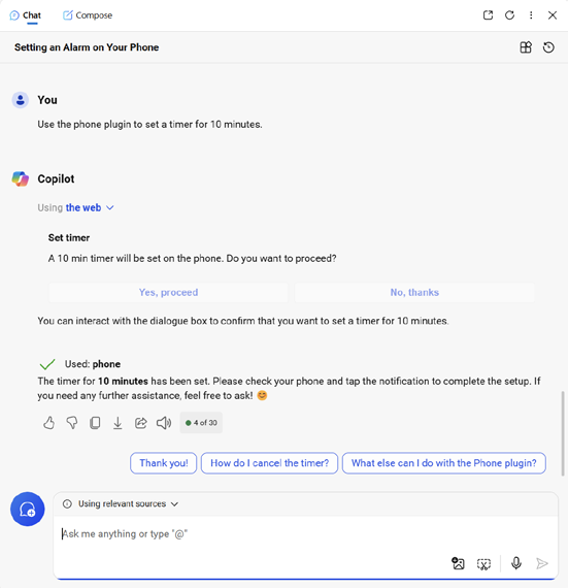 Chat
Compose
Setting an Alarm on Your Phone
You
Use the phone plugin to set a timer for 10 minutes.
Copilot
Using the web
Set timer
A 10 min timer will be set on the phone. Do you want to proceed?
Yes, proceed
No, thanks
You can interact with the dialogue box to confirm that you want to set a timer for 10 minutes.
Used: phone
The timer for 10 minutes has been set. Please check your phone and tap the notification to complete the setup. If
you need any further assistance, feel free to ask! 😊
4 of 30
Thank you!
How do I cancel the timer?
What else can I do with the Phone plugin?
Using relevant sources
Ask me anything or type "@"